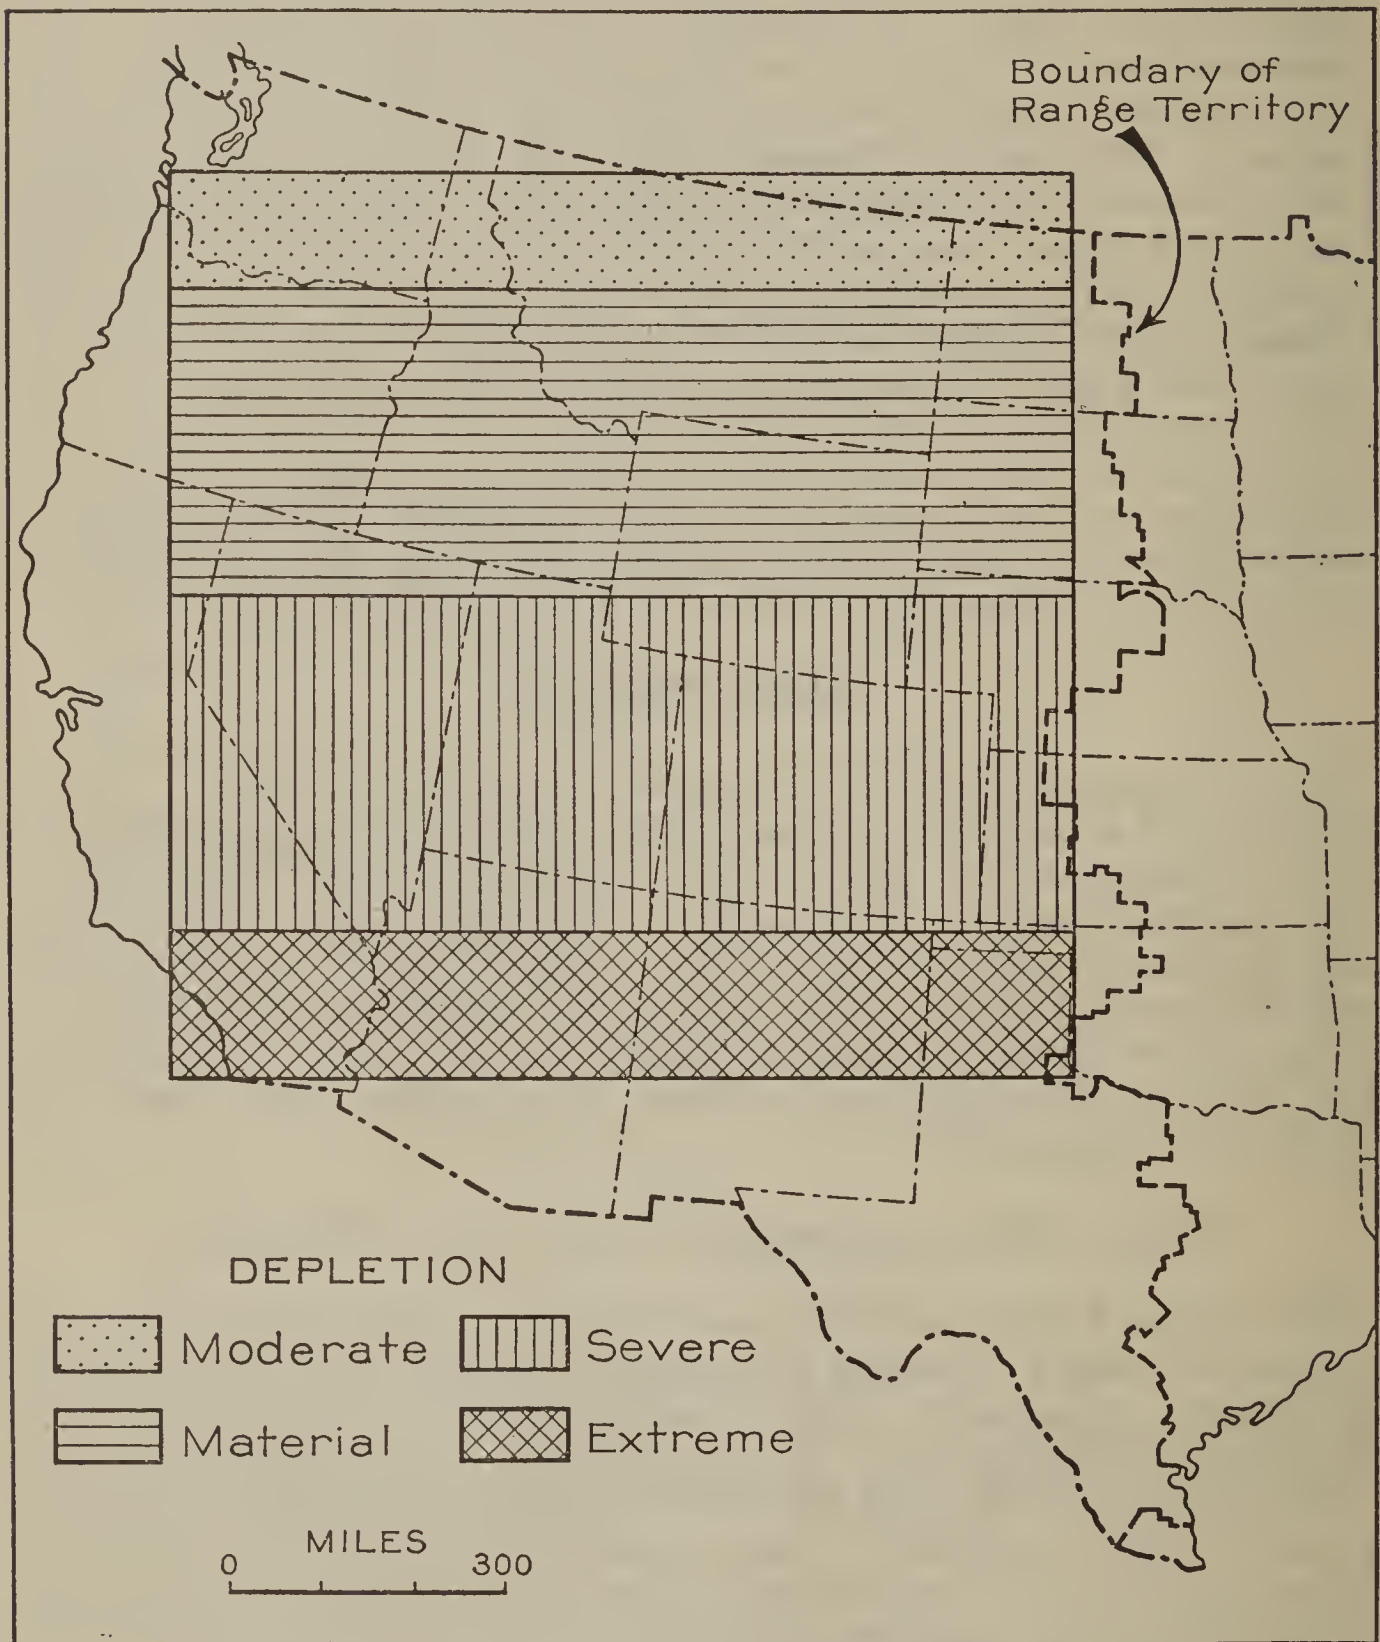 Boundary of
Range Territory
DEPLETION
Moderate
Severe
Material
Extreme
MILES
0 300